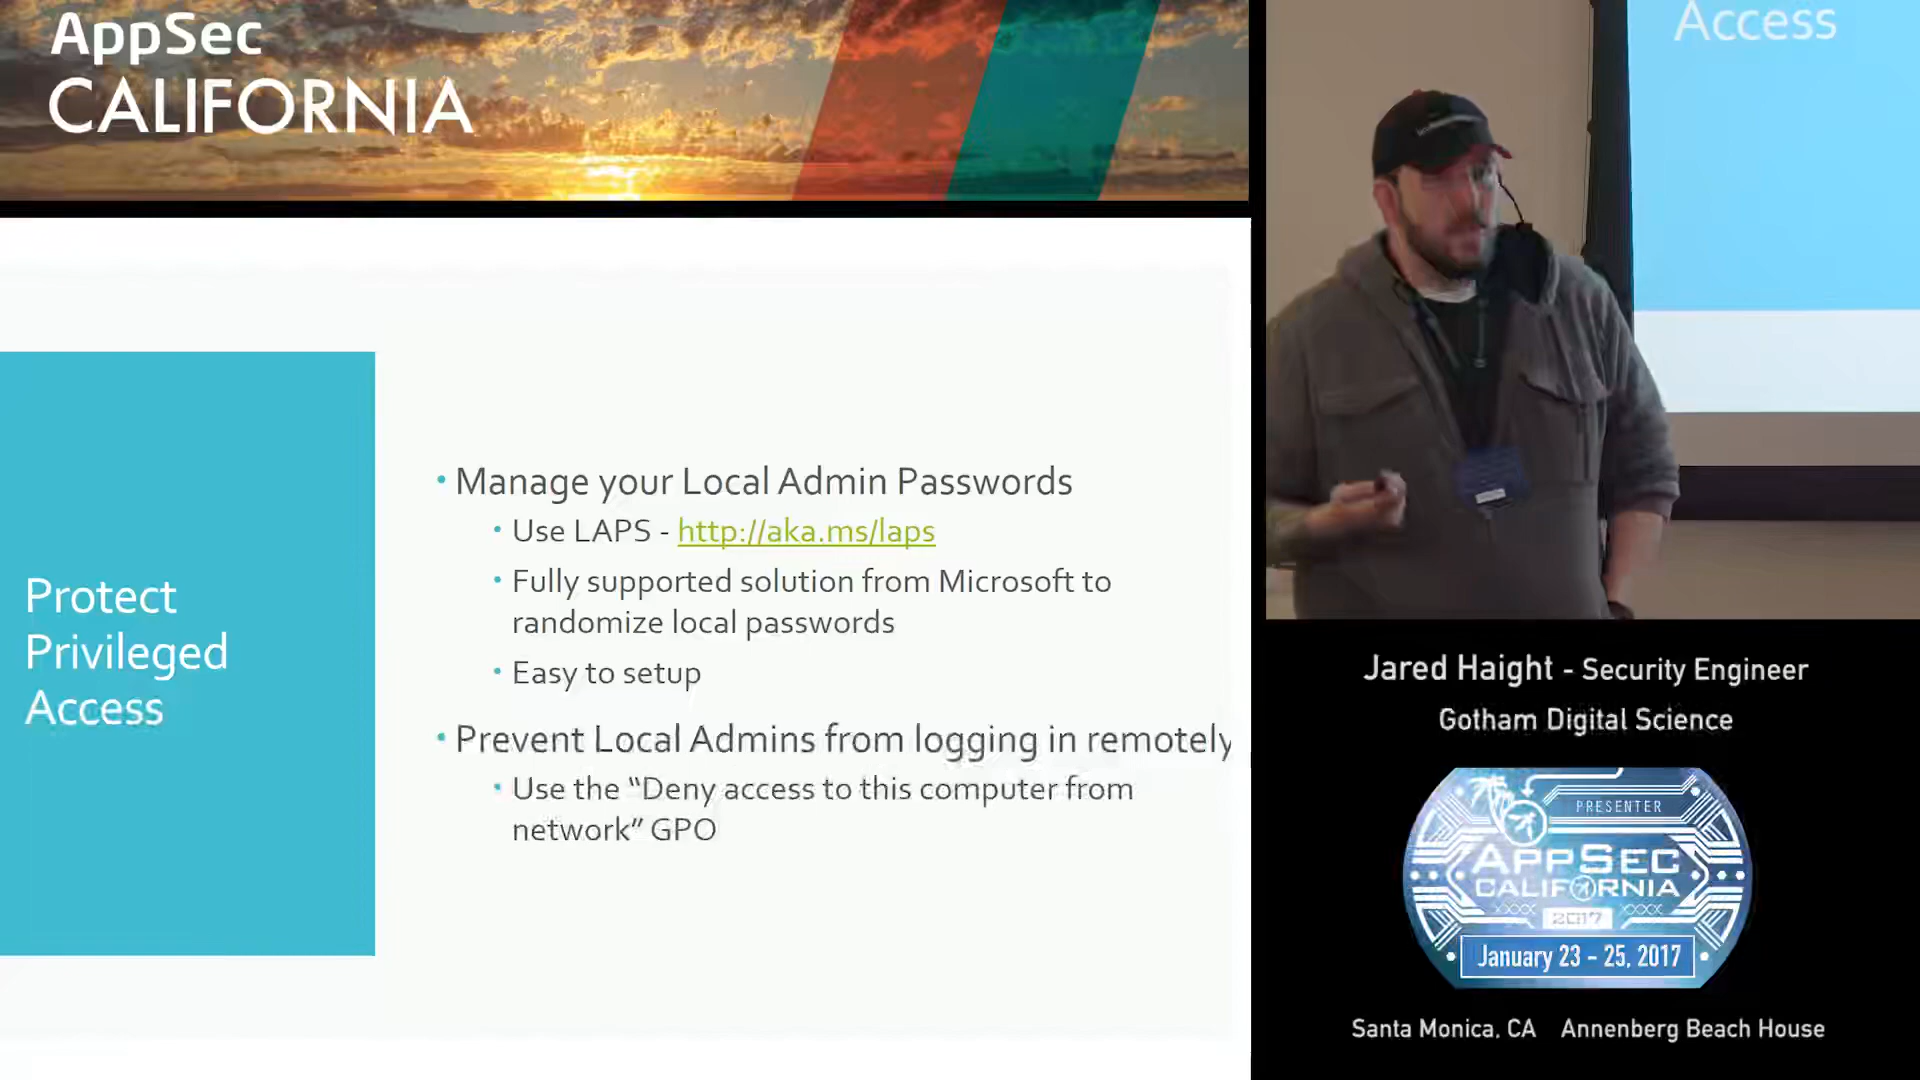 AppSec
CALIFORNIA
Access
Protect
Privileged
Access
• Manage your Local Admin Passwords
• Use LAPS - http://aka.ms/laps
• Fully supported solution from Microsoft to
randomize local passwords
• Easy to setup
• Prevent Local Admins from logging in remotely
• Use the “Deny access to this computer from
network” GPO
Jared Haight - Security Engineer
Gotham Digital Science
PRESENTER
APPSEC
CALIFORNIA
XXXX 2017 XXXX
January 23 - 25, 2017
Santa Monica, CA Annenberg Beach House